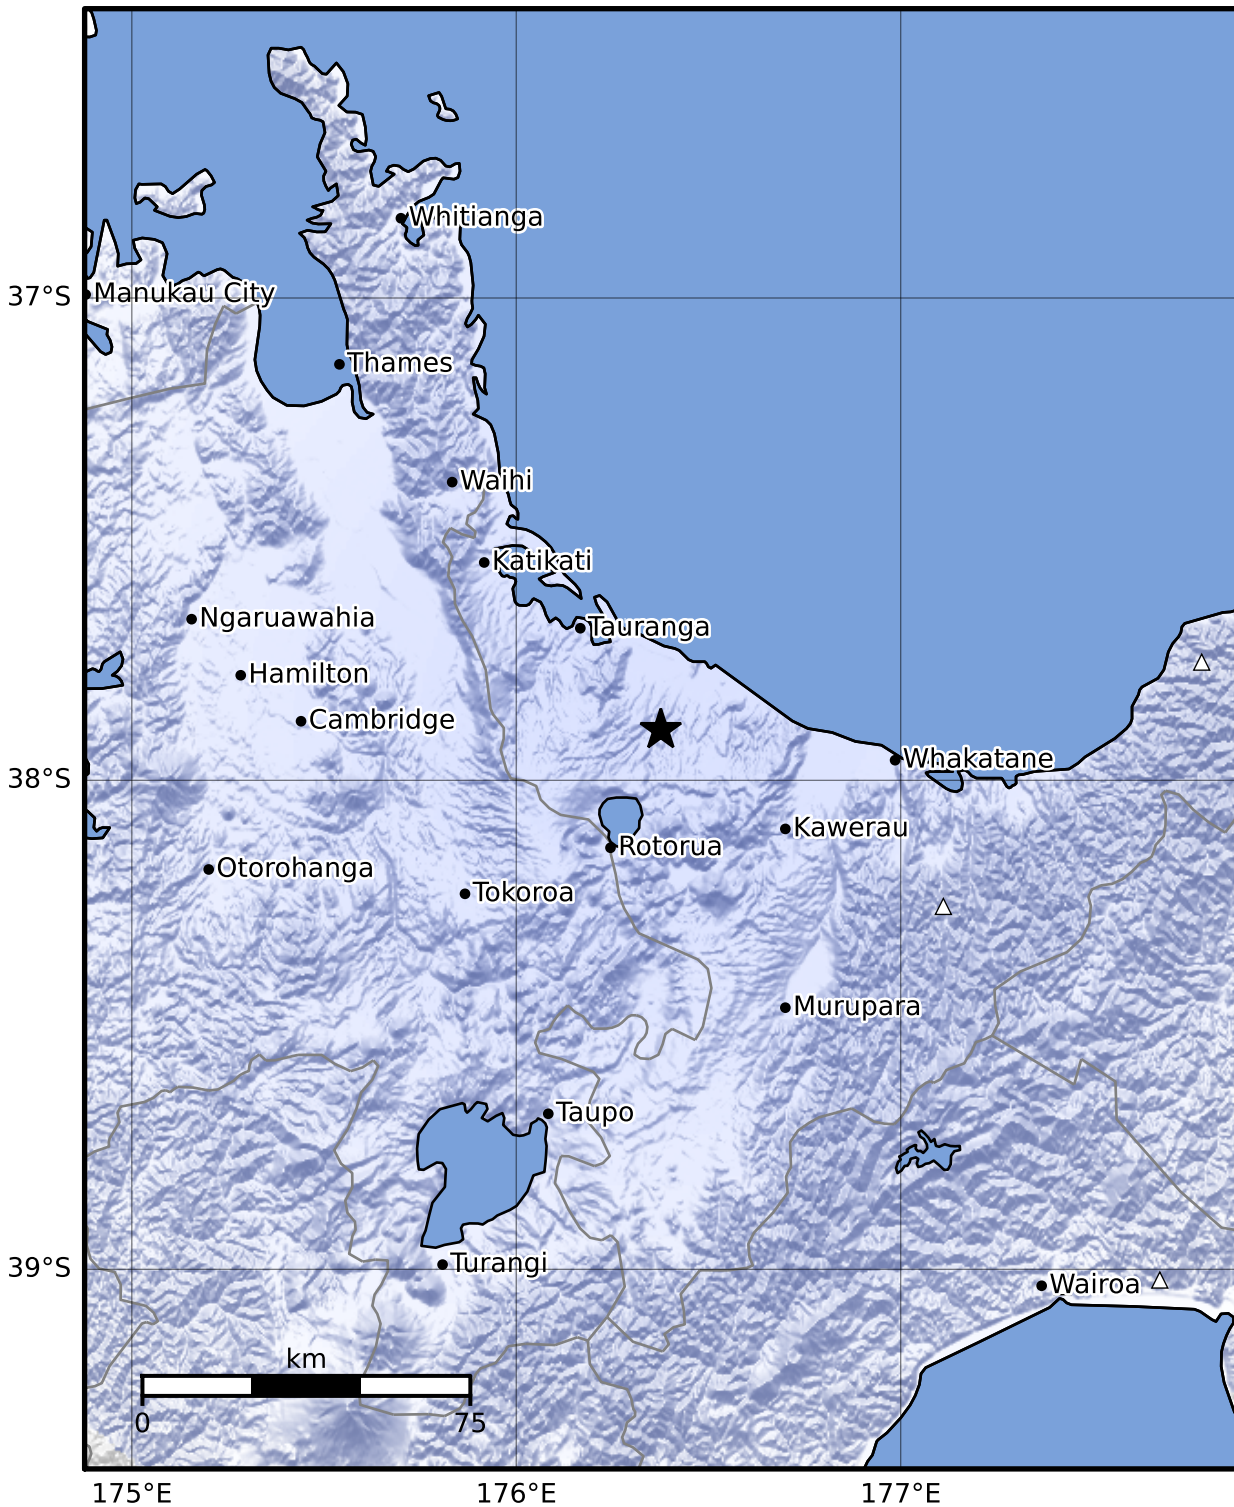 Whitianga
37°S
Manukau City
Thames
Waihi
Katikati
Ngaruawahia
Tauranga
Hamilton
Cambridge
Whakatane
38°S
Kawerau
Rotorua
Otorohanga
Tokoroa
Murupara
Taupo
Turangi
39°S
Wairoa
km
0 75
175°E 176°E 177°E